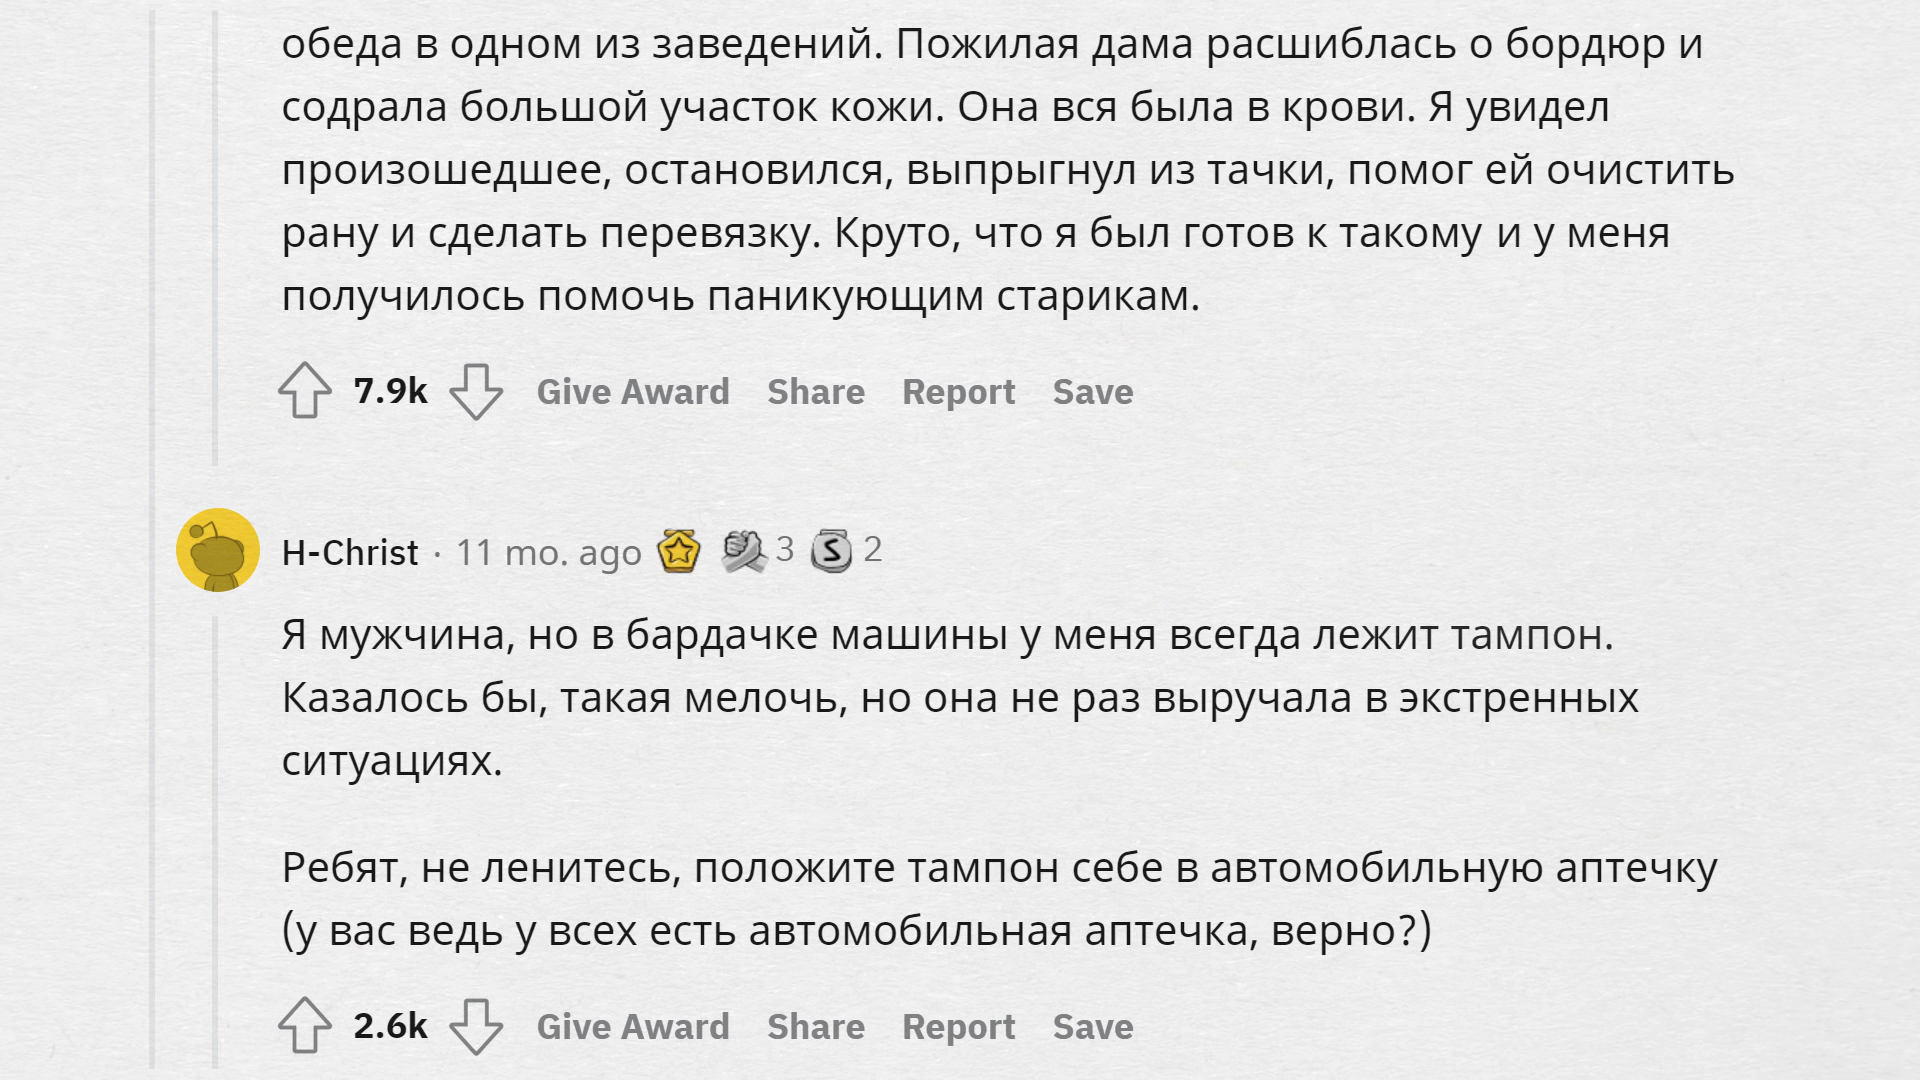 обеда в одном из заведений. Пожилая дама расшиблась о бордюр и
содрала большой участок кожи. Она вся была в крови. Я увидел
произошедшее, остановился, выпрыгнул из тачки, помог ей очистить
рану и сделать перевязку. Круто, что я был готов к такому и у меня
получилось помочь паникующим старикам.
7.9k Give Award Share Report Save
H-Christ · 11 mo. ago 3 S 2
Я мужчина, но в бардачке машины у меня всегда лежит тампон.
Казалось бы, такая мелочь, но она не раз выручала в экстренных
ситуациях.
Ребят, не ленитесь, положите тампон себе в автомобильную аптечку
(у вас ведь у всех есть автомобильная аптечка, верно?)
2.6k Give Award Share Report Save